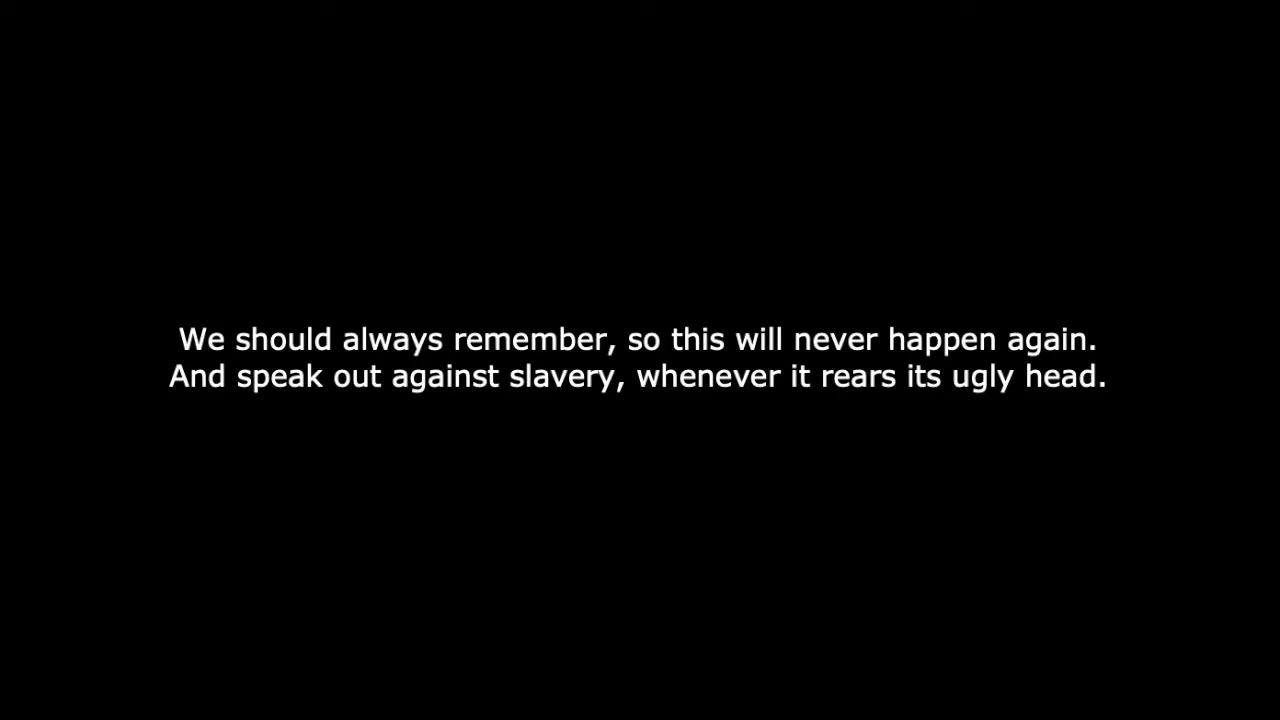 We should always remember, so this will never happen again.
And speak out against slavery, whenever it rears its ugly head.